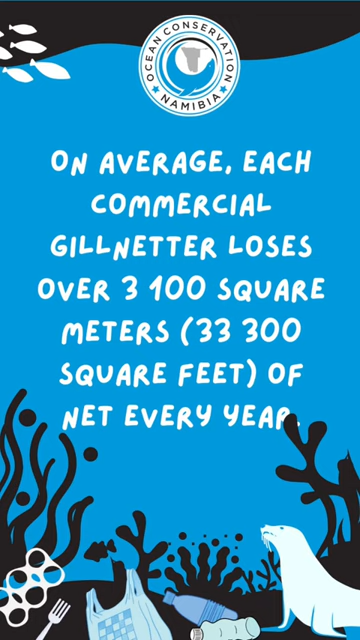 OCEAN CONSERVATION
NAMIBIA
ON AVERAGE, EACH
COMMERCIAL
GILLNETTER LOSES
OVER 3 100 SQUARE
METERS (33 300
SQUARE FEET) OF
NET EVERY YEAR.